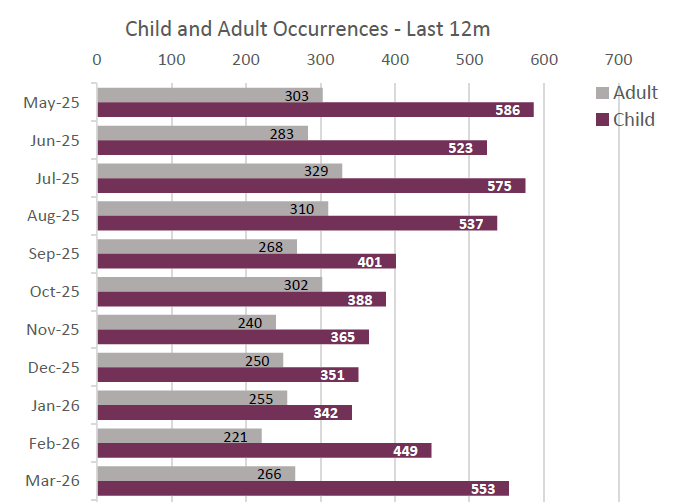 Child and Adult Occurrences - Last 12m
0 100 200 300 400 500 600 700
Adult
Child
May-25 303 586
Jun-25 283 523
Jul-25 329 575
Aug-25 310 537
Sep-25 268 401
Oct-25 302 388
Nov-25 240 365
Dec-25 250 351
Jan-26 255 342
Feb-26 221 449
Mar-26 266 553